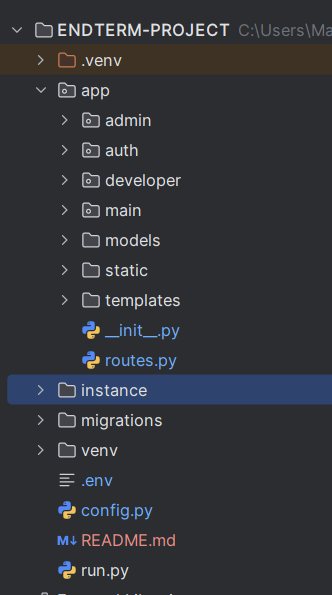 ENDTERM-PROJECT C:\Users\Ma
.venv
app
admin
auth
developer
main
models
static
templates
__init__.py
routes.py
instance
migrations
venv
.env
config.py
M↓ README.md
run.py